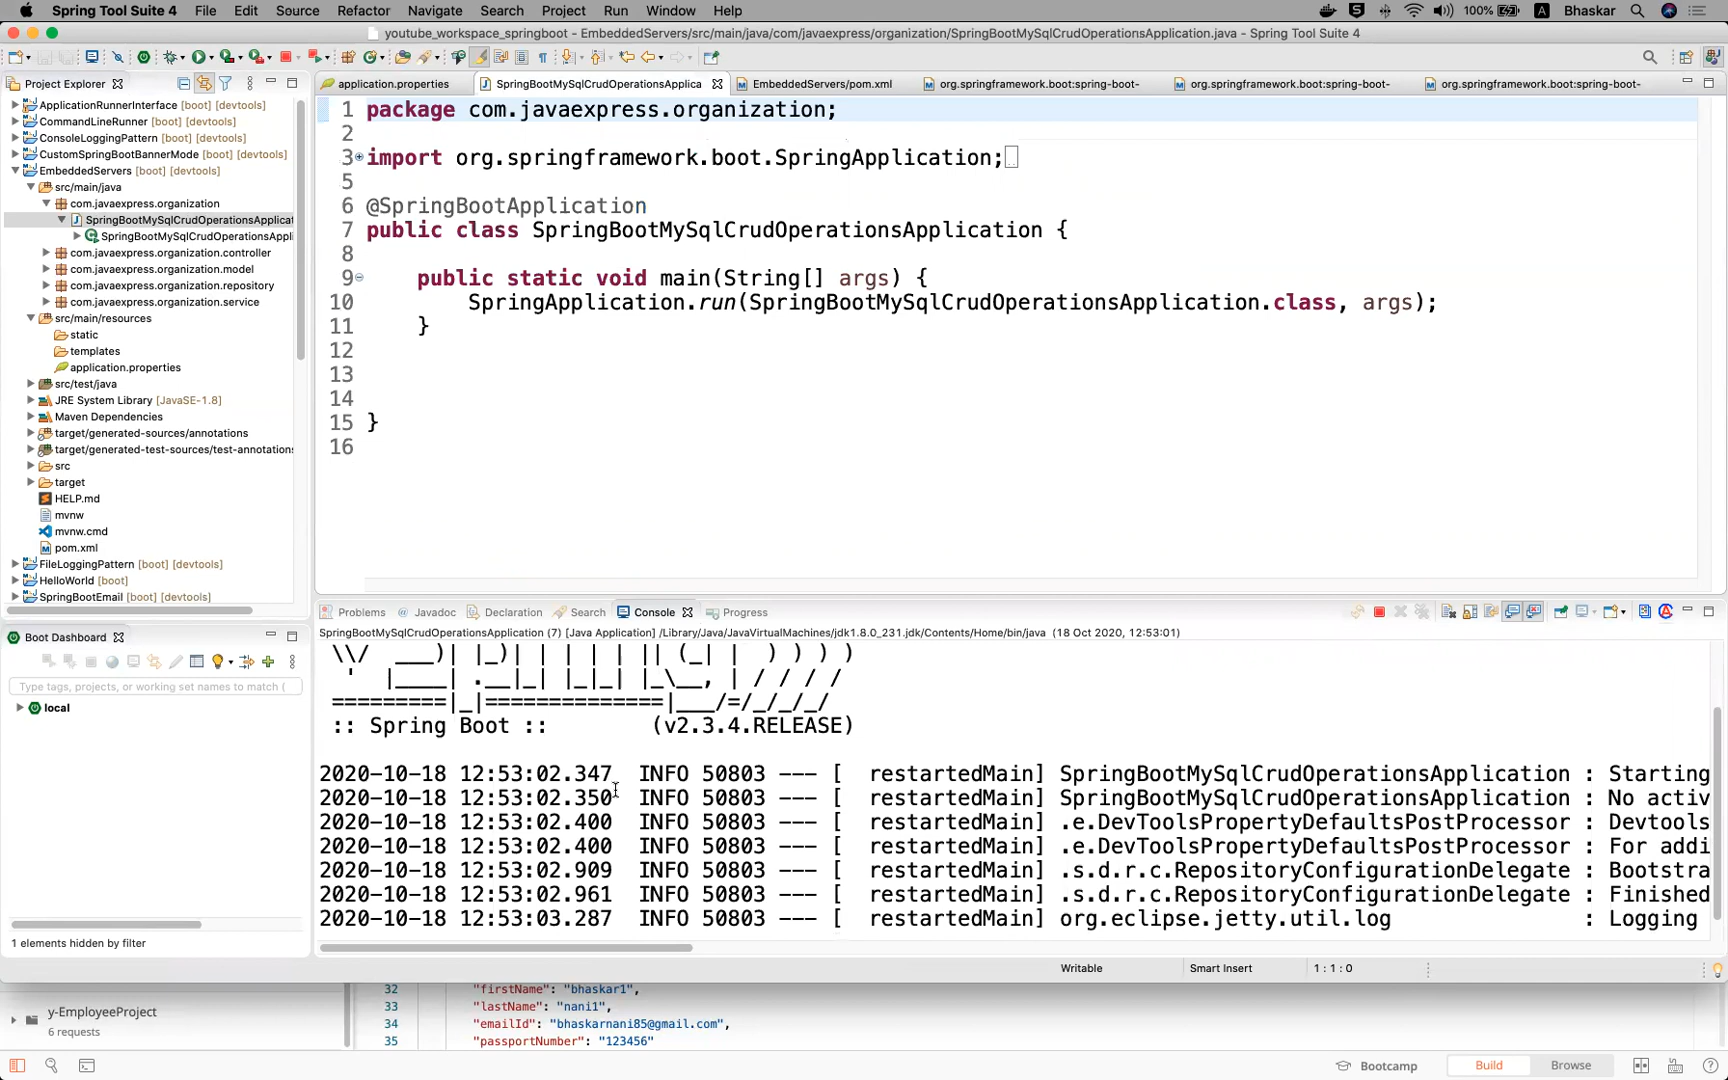 Spring Tool Suite 4 File Edit Source Refactor Navigate Search Project Run Window Help 100% A Bhaskar
youtube_workspace_springboot - EmbeddedServers/src/main/java/com/javaexpress/organization/SpringBootMySqlCrudOperationsApplication.java - Spring Tool Suite 4
Project Explorer
ApplicationRunnerInterface [boot] [devtools]
CommandLineRunner [boot] [devtools]
ConsoleLoggingPattern [boot] [devtools]
CustomSpringBootBannerMode [boot] [devtools]
EmbeddedServers [boot] [devtools]
src/main/java
com.javaexpress.organization
SpringBootMySqlCrudOperationsApplicat
SpringBootMySqlCrudOperationsAppli
com.javaexpress.organization.controller
com.javaexpress.organization.model
com.javaexpress.organization.repository
com.javaexpress.organization.service
src/main/resources
static
templates
application.properties
src/test/java
JRE System Library [JavaSE-1.8]
Maven Dependencies
target/generated-sources/annotations
target/generated-test-sources/test-annotations
src
target
HELP.md
mvnw
mvnw.cmd
pom.xml
FileLoggingPattern [boot] [devtools]
HelloWorld [boot]
SpringBootEmail [boot] [devtools]
Boot Dashboard
Type tags, projects, or working set names to match (
local
1 elements hidden by filter
application.properties SpringBootMySqlCrudOperationsApplica EmbeddedServers/pom.xml org.springframework.boot:spring-boot- org.springframework.boot:spring-boot- org.springframework.boot:spring-boot-
1 package com.javaexpress.organization;
2
3 import org.springframework.boot.SpringApplication;
5
6 @SpringBootApplication
7 public class SpringBootMySqlCrudOperationsApplication {
8
9 public static void main(String[] args) {
10 SpringApplication.run(SpringBootMySqlCrudOperationsApplication.class, args);
11 }
12
13
14
15 }
16
Problems Javadoc Declaration Search Console Progress
SpringBootMySqlCrudOperationsApplication (7) [Java Application] /Library/Java/JavaVirtualMachines/jdk1.8.0_231.jdk/Contents/Home/bin/java (18 Oct 2020, 12:53:01)
\\/  ___)| |_)| | | | | || (_| |  ) ) ) )
'  |____| .__|_| |_|_| |_\__, | / / / /
=========|_|==============|___/=/_/_/_/
:: Spring Boot :: (v2.3.4.RELEASE)
2020-10-18 12:53:02.347 INFO 50803 --- [ restartedMain] SpringBootMySqlCrudOperationsApplication : Starting
2020-10-18 12:53:02.350 INFO 50803 --- [ restartedMain] SpringBootMySqlCrudOperationsApplication : No activ
2020-10-18 12:53:02.400 INFO 50803 --- [ restartedMain] .e.DevToolsPropertyDefaultsPostProcessor : Devtools
2020-10-18 12:53:02.400 INFO 50803 --- [ restartedMain] .e.DevToolsPropertyDefaultsPostProcessor : For addi
2020-10-18 12:53:02.909 INFO 50803 --- [ restartedMain] .s.d.r.c.RepositoryConfigurationDelegate : Bootstra
2020-10-18 12:53:02.961 INFO 50803 --- [ restartedMain] .s.d.r.c.RepositoryConfigurationDelegate : Finished
2020-10-18 12:53:03.287 INFO 50803 --- [ restartedMain] org.eclipse.jetty.util.log : Logging
Writable Smart Insert 1 : 1 : 0
y-EmployeeProject
6 requests
32 "firstName": "bhaskar1",
33 "lastName": "nani1",
34 "emailId": "bhaskarnani85@gmail.com",
35 "passportNumber": "123456"
Bootcamp Build Browse